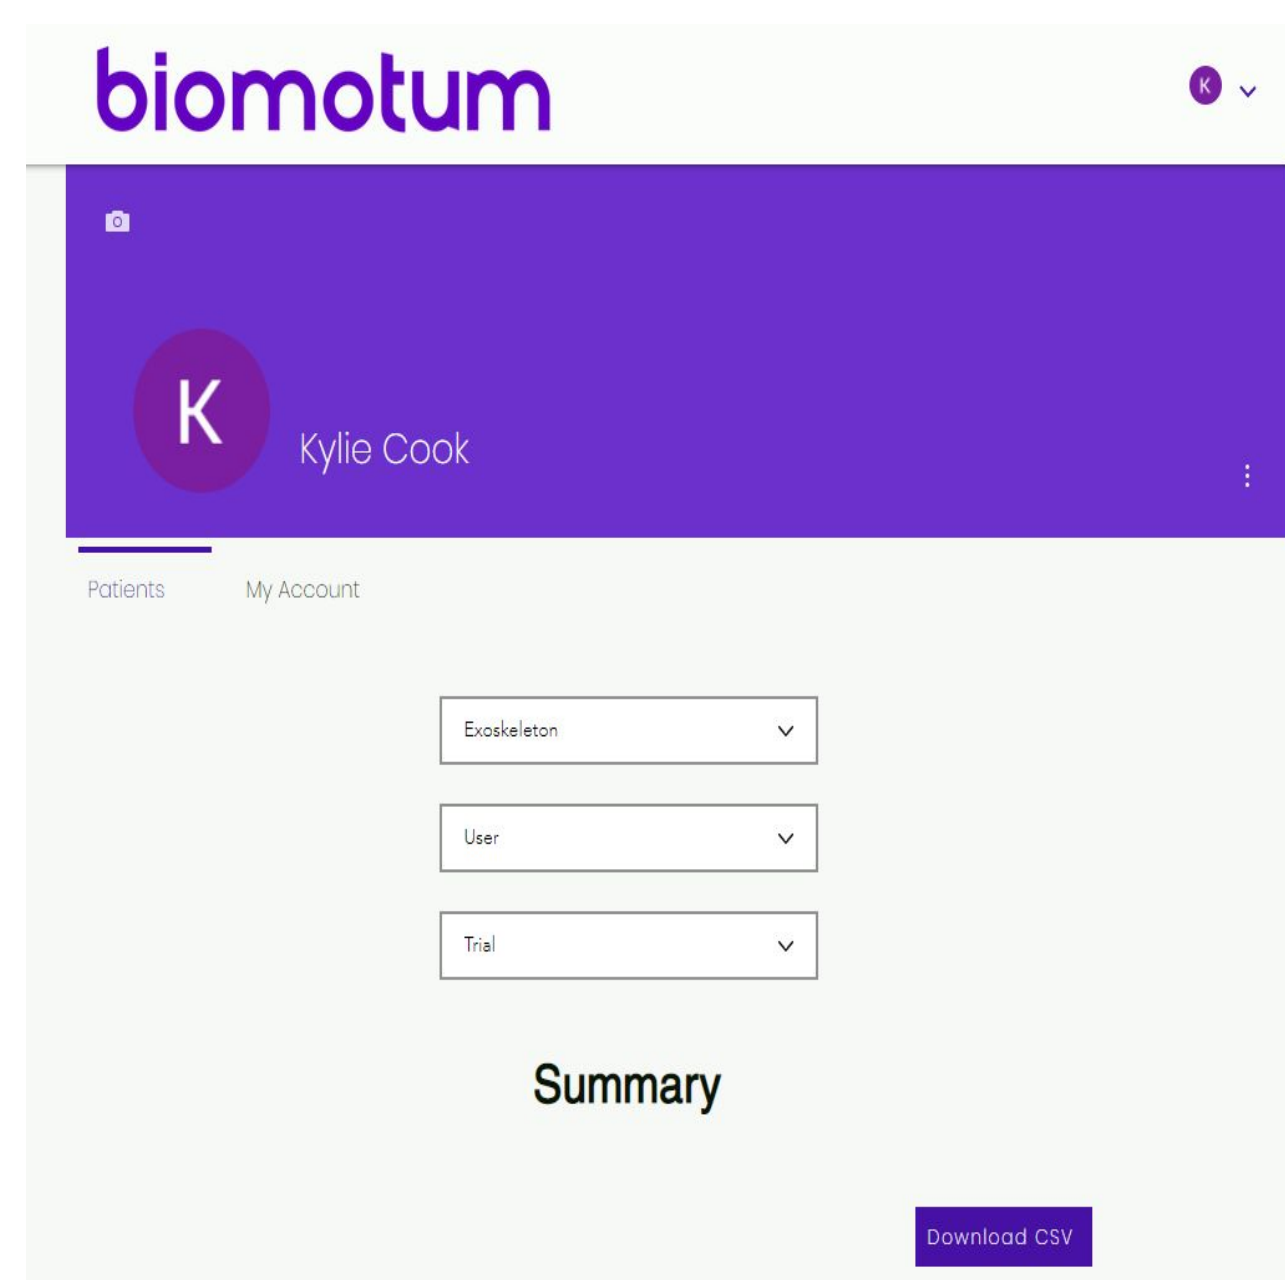 biomotum
K
K
Kylie Cook
Patients My Account
Exoskeleton
User
Trial
Summary
Download CSV